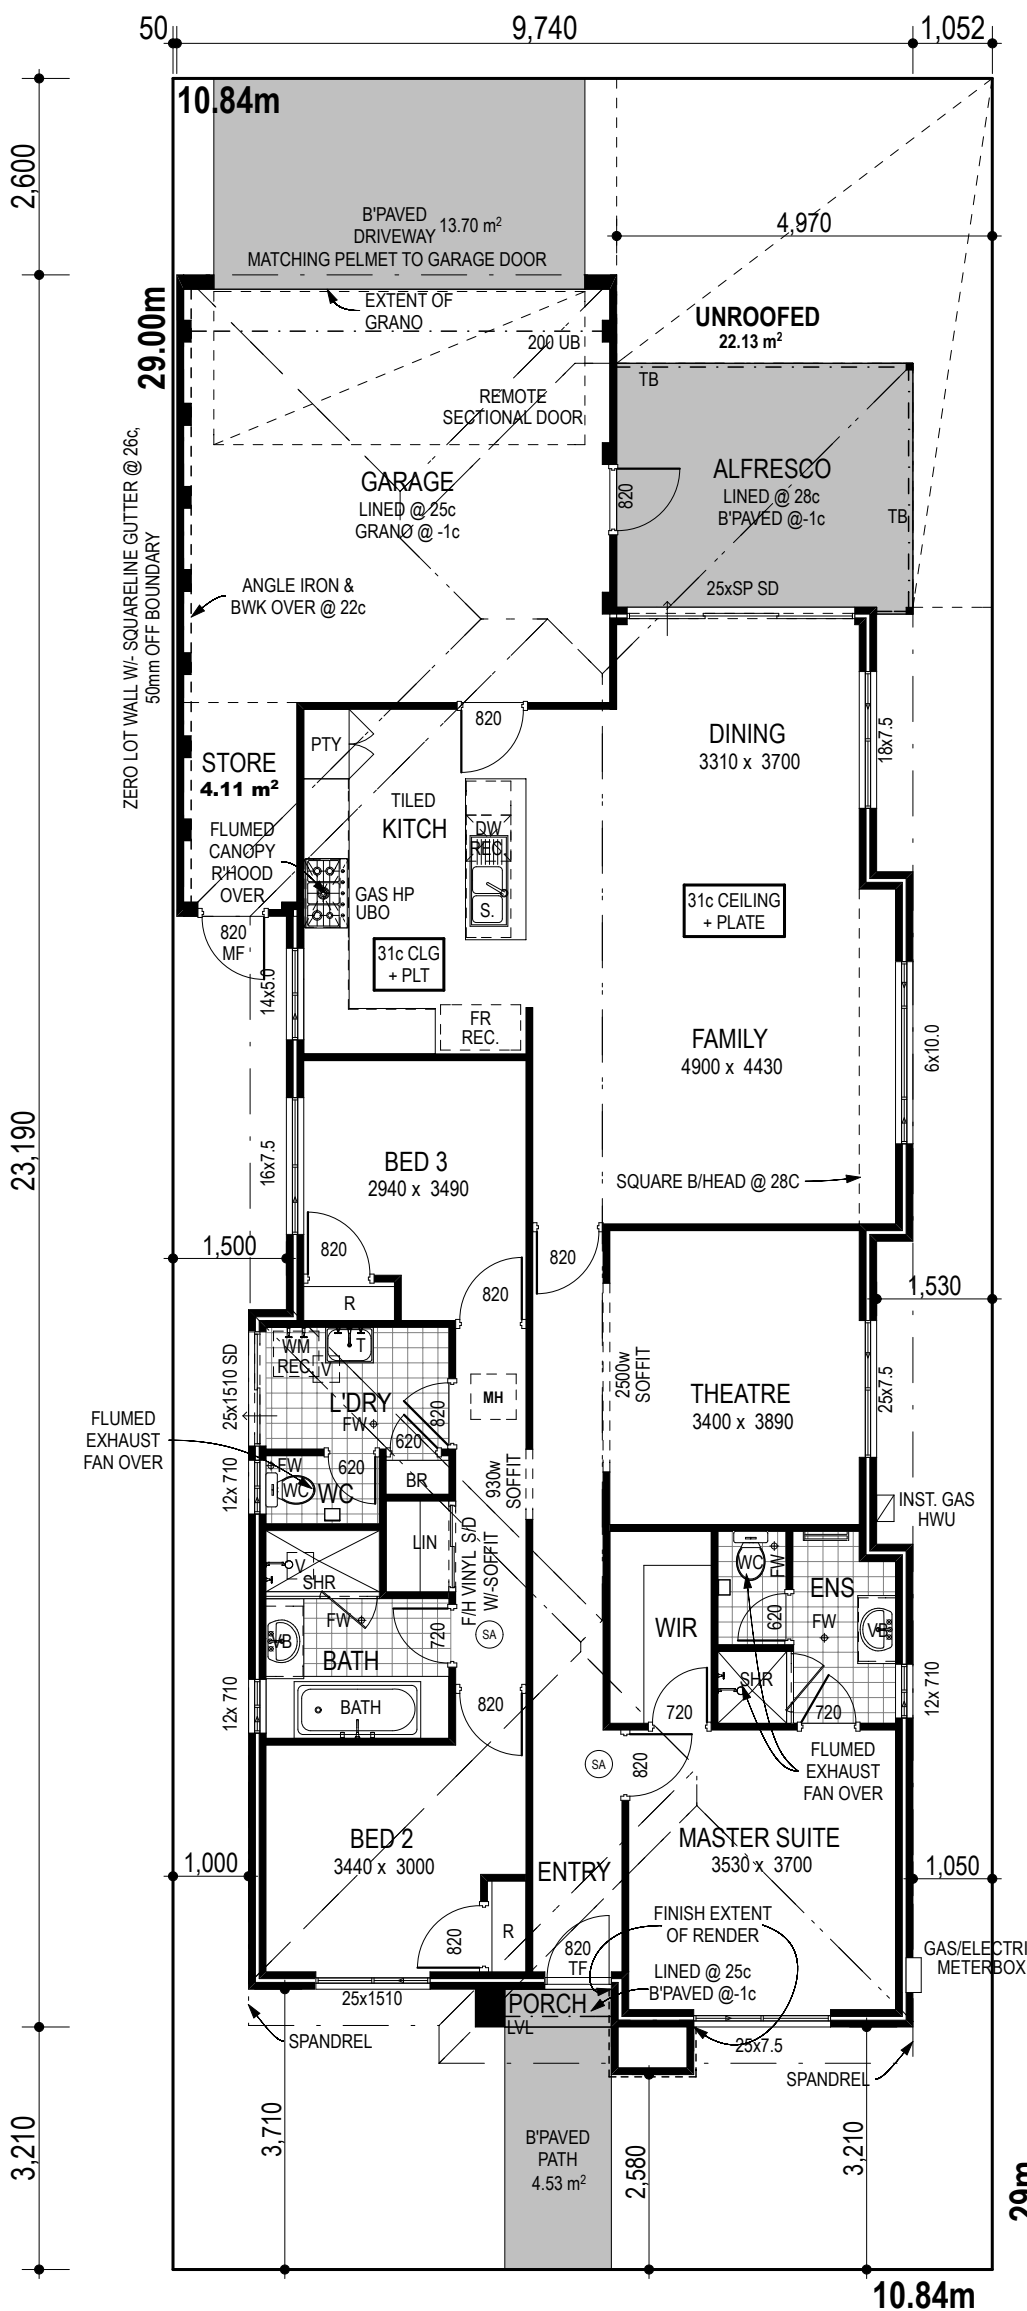 50
9,740
1,052
10.84m
2,600
B'PAVED
DRIVEWAY 13.70 m²
MATCHING PELMET TO GARAGE DOOR
4,970
EXTENT OF
GRANO
29.00m
200 UB
UNROOFED
22.13 m²
TB
REMOTE
SECTIONAL DOOR
ZERO LOT WALL W/- SQUARELINE GUTTER @ 26c,
50mm OFF BOUNDARY
GARAGE
LINED @ 25c
GRANO @ -1c
820
ALFRESCO
LINED @ 28c
B'PAVED @-1c
TB
ANGLE IRON &
BWK OVER @ 22c
25xSP SD
PTY
820
DINING
3310 x 3700
18x7.5
STORE
4.11 m²
TILED
KITCH
DW
REC.
FLUMED
CANOPY
R'HOOD
OVER
GAS HP
UBO
S.
31c CEILING
+ PLATE
820
MF
31c CLG
+ PLT
14x5.0
FR
REC.
FAMILY
4900 x 4430
6x10.0
23,190
BED 3
2940 x 3490
16x7.5
SQUARE B/HEAD @ 28C
1,500
820
820
820
1,530
R
WM
REC.
T
V
25x1510 SD
L'DRY
FW
820
MH
2500w
SOFFIT
THEATRE
3400 x 3890
25x7.5
FLUMED
EXHAUST
FAN OVER
620
FW
620
WC
WC
BR
12x 710
930w
SOFFIT
INST. GAS
HWU
LIN
F/H VINYL S/D
W/-SOFFIT
V
SHR
FW
VB
BATH
720
SA
WIR
WC
FW
620
ENS
FW
VB
12x 710
BATH
820
SHR
720
720
12x 710
SA
820
FLUMED
EXHAUST
FAN OVER
BED 2
3440 x 3000
MASTER SUITE
3530 x 3700
1,000
ENTRY
1,050
820
R
820
TF
FINISH EXTENT
OF RENDER
LINED @ 25c
B'PAVED @-1c
GAS/ELECTRI
METERBOX
25x1510
PORCH
LVL
SPANDREL
25x7.5
SPANDREL
3,210
3,710
B'PAVED
PATH
4.53 m²
2,580
3,210
29m
10.84m